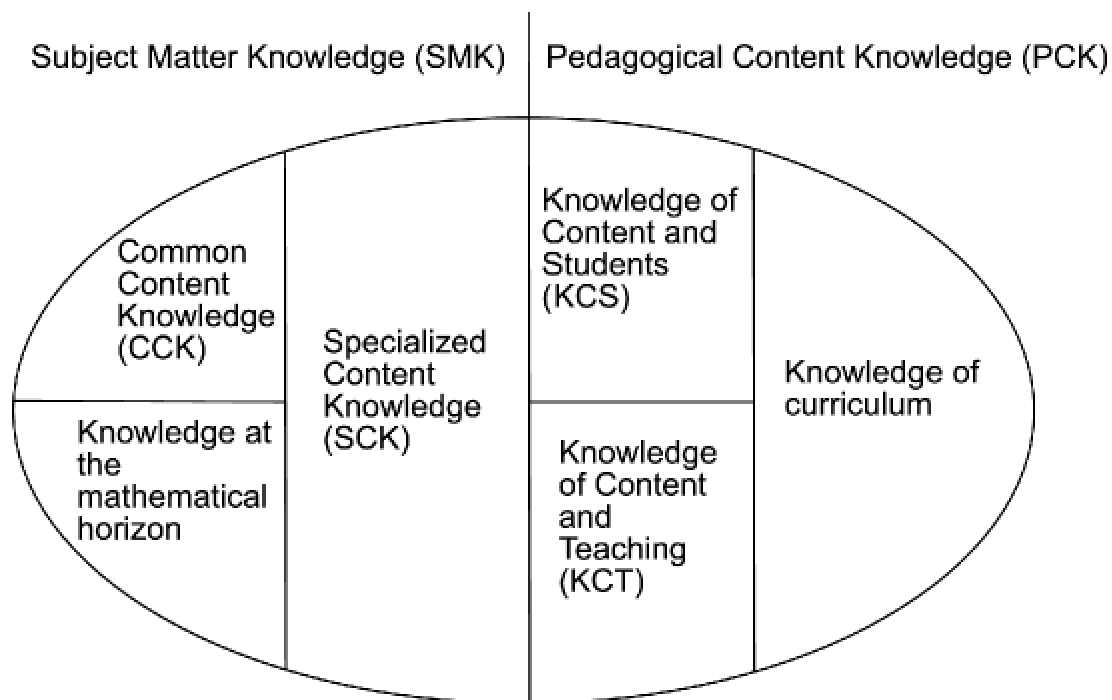 Subject Matter Knowledge (SMK)
Pedagogical Content Knowledge (PCK)
Common
Content
Knowledge
(CCK)
Knowledge at
the
mathematical
horizon
Specialized
Content
Knowledge
(SCK)
Knowledge of
Content and
Students
(KCS)
Knowledge
of Content
and
Teaching
(KCT)
Knowledge of
curriculum